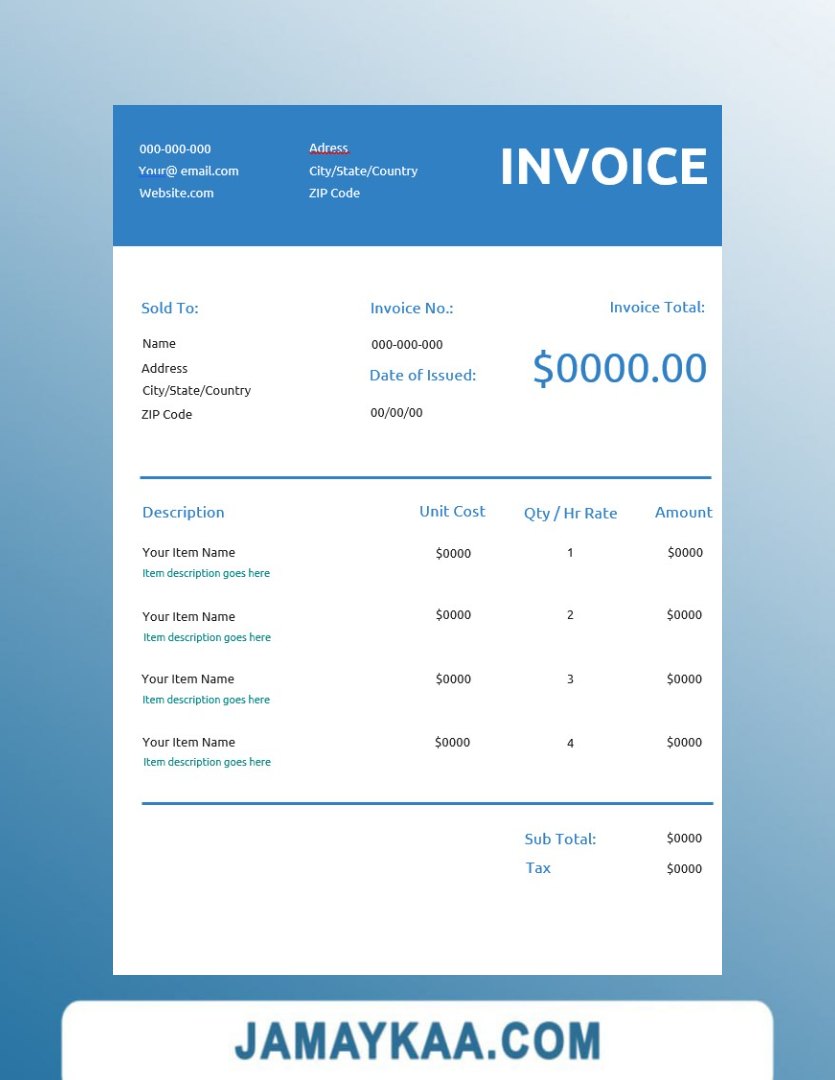 000-000-000
Your@ email.com
Website.com
Adress
City/State/Country
ZIP Code
INVOICE
Sold To:
Name
Address
City/State/Country
ZIP Code
Invoice No.:
000-000-000
Date of Issued:
00/00/00
Invoice Total:
$0000.00
Description Unit Cost Qty / Hr Rate Amount
Your Item Name $0000 1 $0000
Item description goes here
Your Item Name $0000 2 $0000
Item description goes here
Your Item Name $0000 3 $0000
Item description goes here
Your Item Name $0000 4 $0000
Item description goes here
Sub Total: $0000
Tax $0000
JAMAYKAA.COM